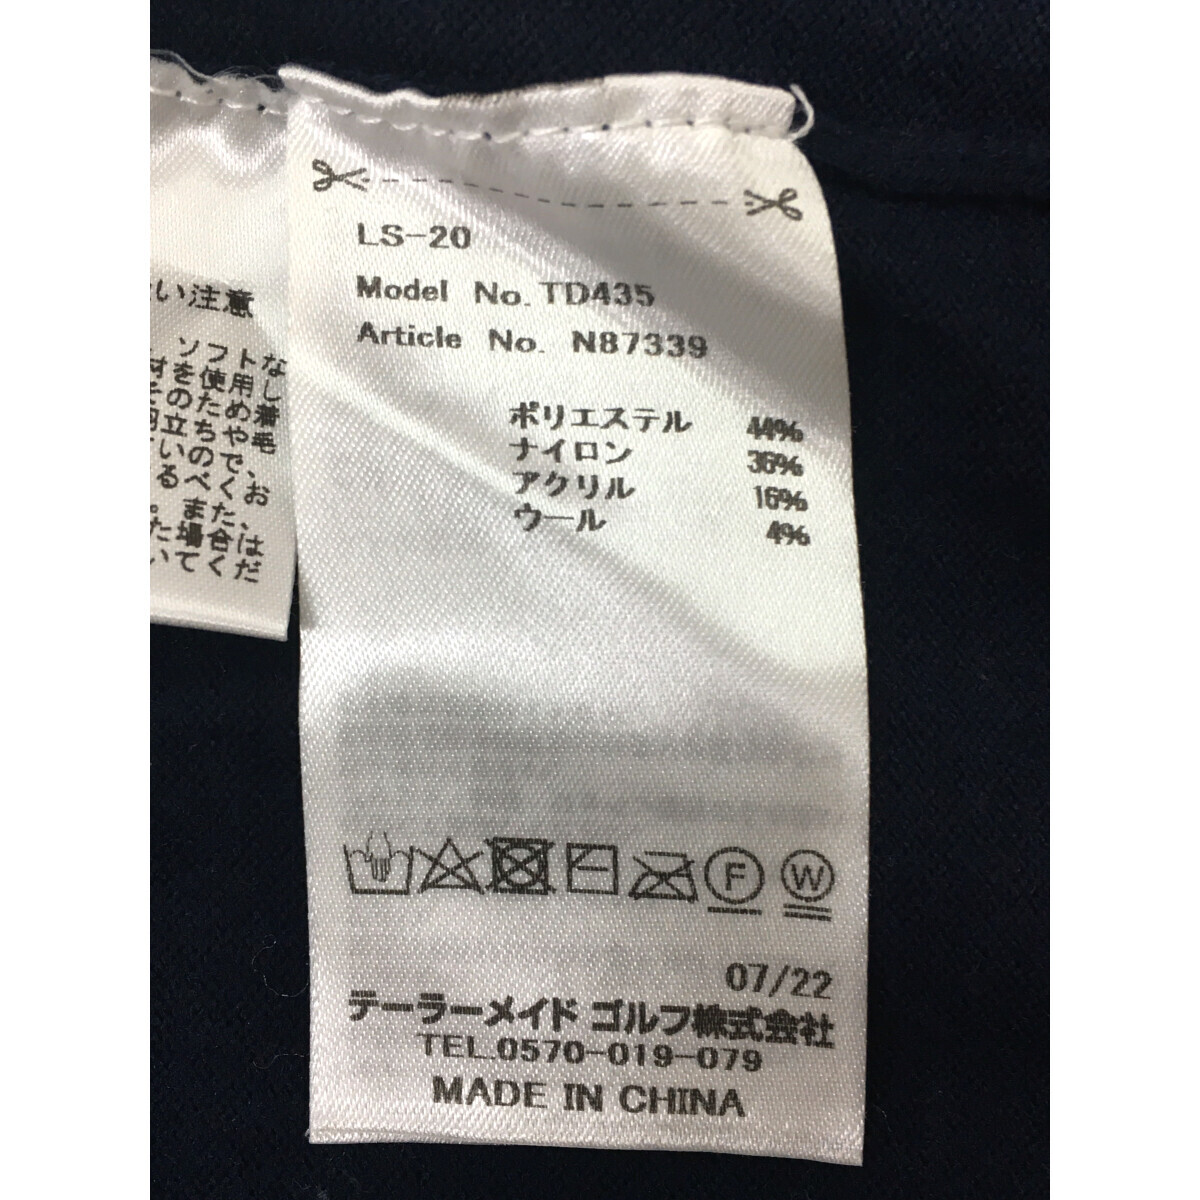 LS-20
Model No. TD435
Article No. N87339
ポリエステル 44%
ナイロン 36%
アクリル 16%
ウール 4%
F W
07/22
テーラーメイド ゴルフ株式会社
TEL.0570-019-079
MADE IN CHINA
い注意
ソフトな
材を使用し
そのため着
立ちや毛
いので、
るべくお
。また、
た場合は
いてくだ